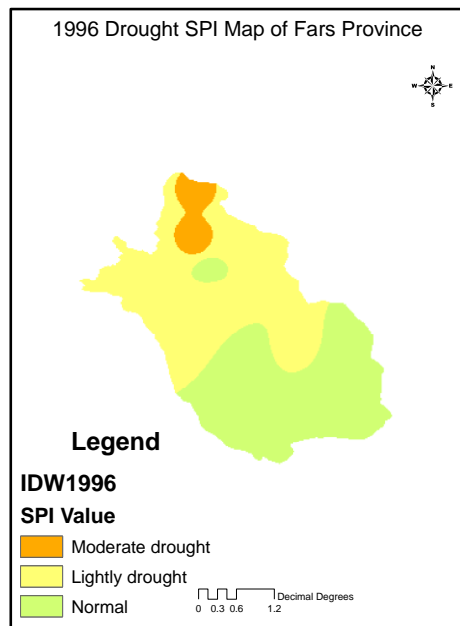 1996 Drought SPI Map of Fars Province
N
W E
S
Legend
IDW1996
SPI Value
Moderate drought
Lightly drought
Normal
Decimal Degrees
0 0.3 0.6 1.2